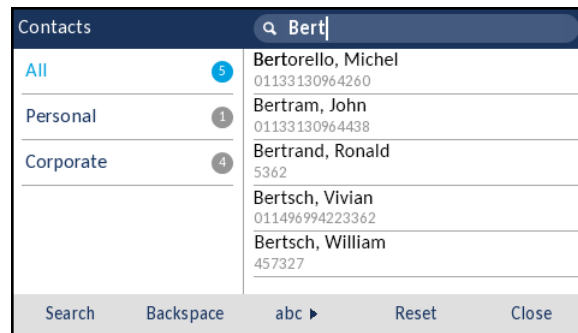 Contacts
Bert
All 5
Personal 1
Corporate 4
Bertorello, Michel
01133130964260
Bertram, John
01133130964438
Bertrand, Ronald
5362
Bertsch, Vivian
011496994223362
Bertsch, William
457327
Search Backspace abc Reset Close